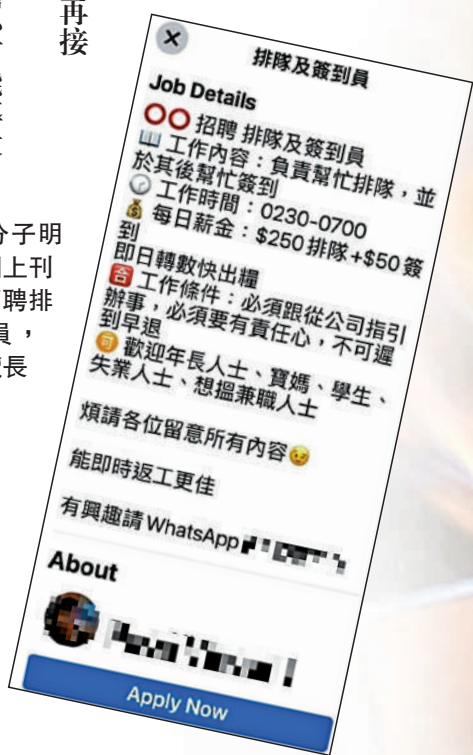 再接
分子明
上刊
聘排
員，
長
排隊及簽到員
Job Details
⭕⭕ 招聘 排隊及簽到員
📖 工作內容：負責幫忙排隊，並
於其後幫忙簽到
🕝 工作時間：0230-0700
💰 每日薪金：$250 排隊+$50 簽
到
即日轉數快出糧
🈴 工作條件：必須跟從公司指引
辦事，必須要有責任心，不可遲
到早退
🉑 歡迎年長人士、寶媽、學生、
失業人士、想搵兼職人士
煩請各位留意所有內容😉
能即時返工更佳
有興趣請 WhatsApp
About
Apply Now